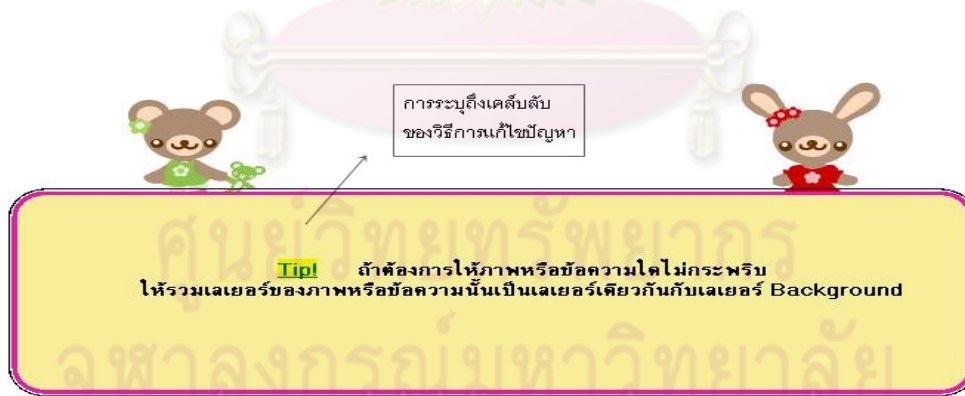 การระบุถึงเคล็บลับ
ของวิธีการแก้ไขปัญหา
Tip! ถ้าต้องการให้ภาพหรือข้อความใดไม่กระพริบ
ให้รวมเลเยอร์ของภาพหรือข้อความนั้นเป็นเลเยอร์เดียวกันกับเลเยอร์ Background
ศูนย์วิทยทรัพยากร
จุฬาลงกรณ์มหาวิทยาลัย